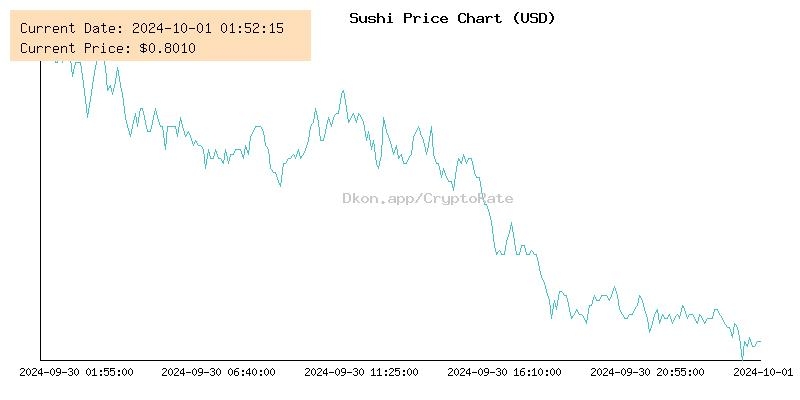 Sushi Price Chart (USD)
Current Date: 2024-10-01 01:52:15
Current Price: $0.8010
Dkon.app/CryptoRate
2024-09-30 01:55:00 2024-09-30 06:40:00 2024-09-30 11:25:00 2024-09-30 16:10:00 2024-09-30 20:55:00 2024-10-01